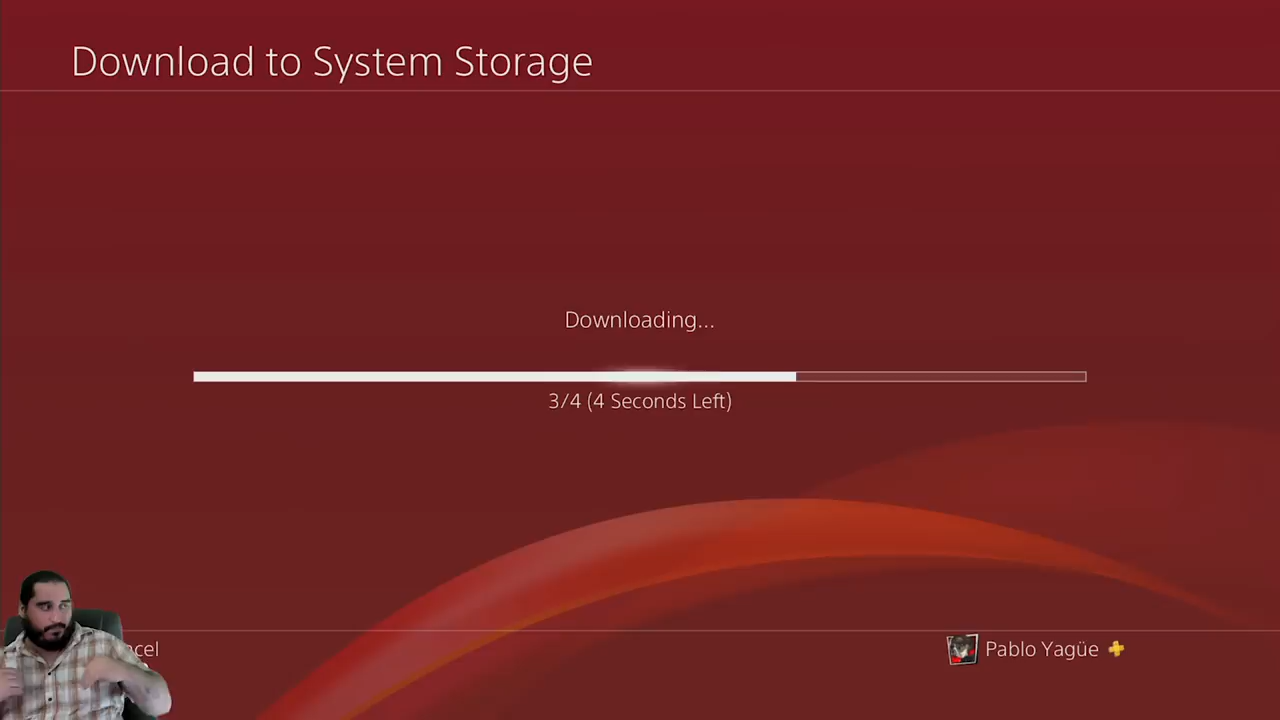 Download to System Storage
Downloading...
3/4 (4 Seconds Left)
Pablo Yagüe